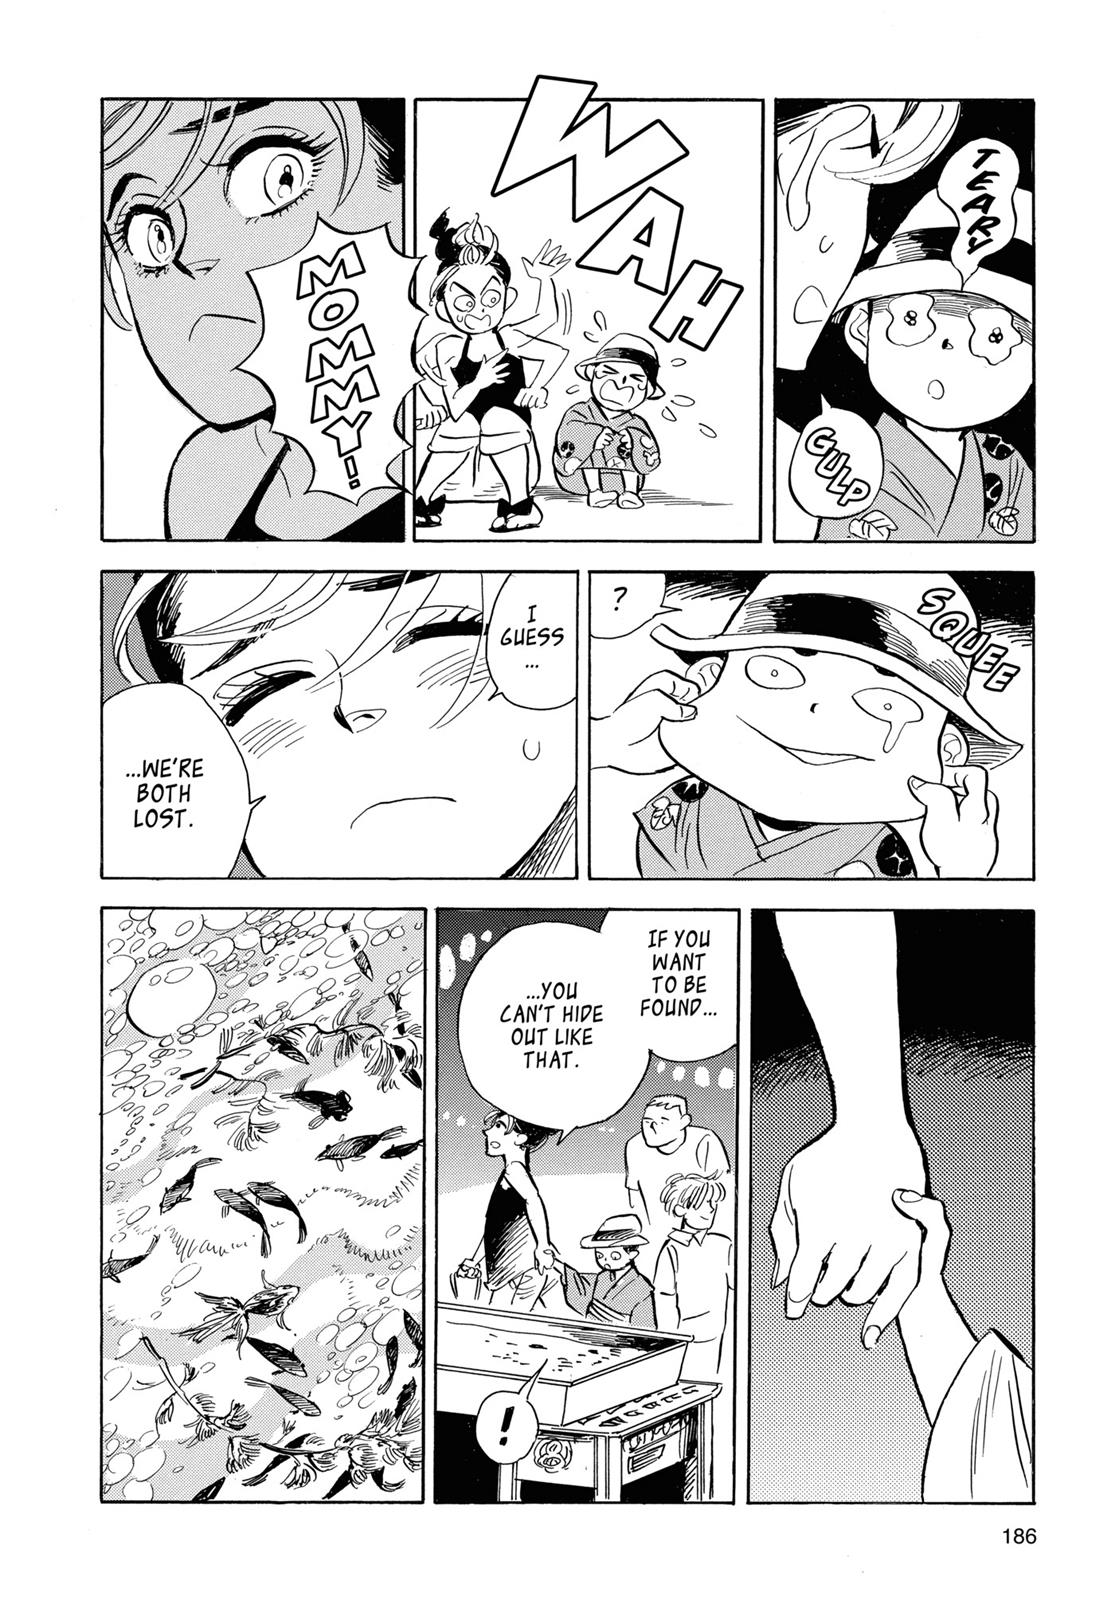 TEARY
GULP
WAH
MOMMY!
SQUEE
?
I
GUESS
...
...WE'RE
BOTH
LOST.
IF YOU
WANT
TO BE
FOUND...
...YOU
CAN'T HIDE
OUT LIKE
THAT.
!
186